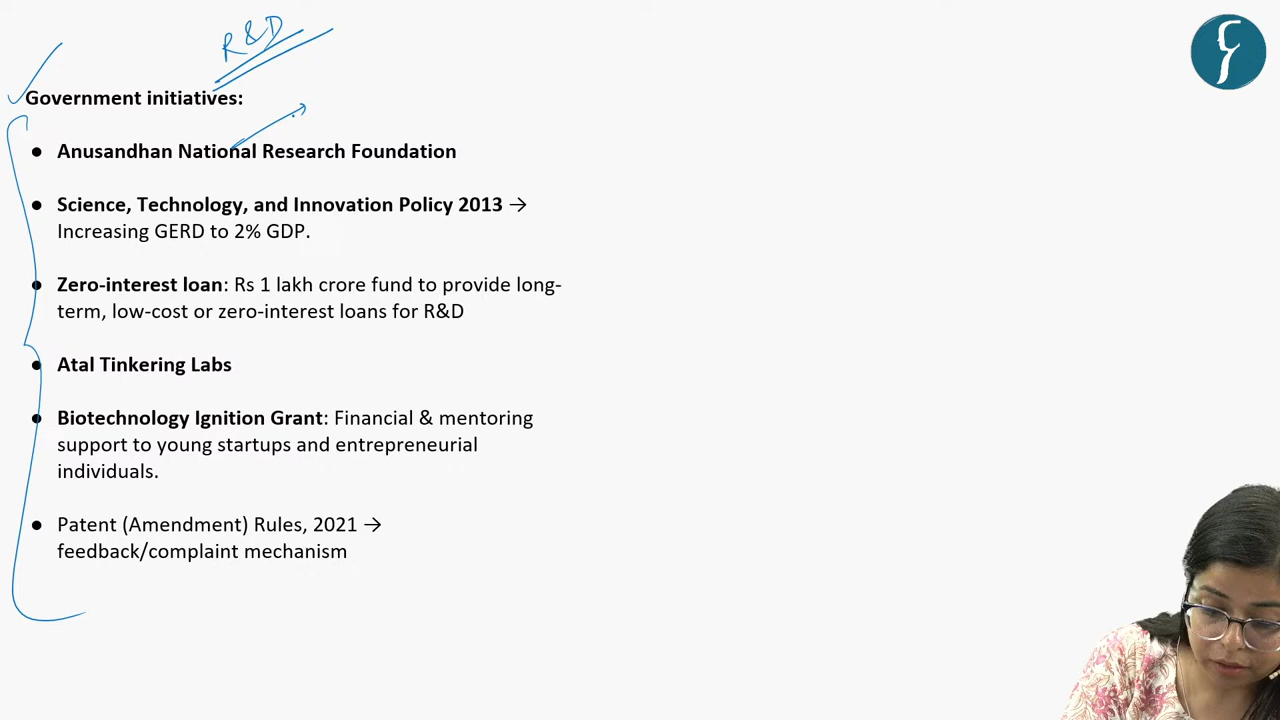 R&D
Government initiatives:
● Anusandhan National Research Foundation
● Science, Technology, and Innovation Policy 2013 →
Increasing GERD to 2% GDP.
● Zero-interest loan: Rs 1 lakh crore fund to provide long-
term, low-cost or zero-interest loans for R&D
● Atal Tinkering Labs
● Biotechnology Ignition Grant: Financial & mentoring
support to young startups and entrepreneurial
individuals.
● Patent (Amendment) Rules, 2021 →
feedback/complaint mechanism